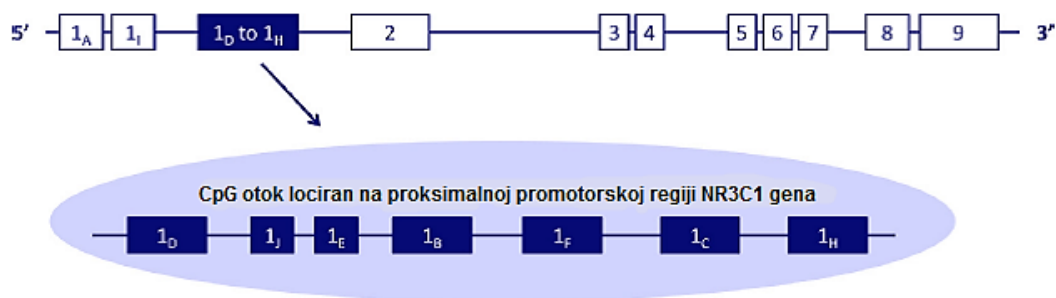 5’ 1A 1I 1D to 1H 2 3 4 5 6 7 8 9 3’
CpG otok lociran na proksimalnoj promotorskoj regiji NR3C1 gena
1D 1J 1E 1B 1F 1C 1H